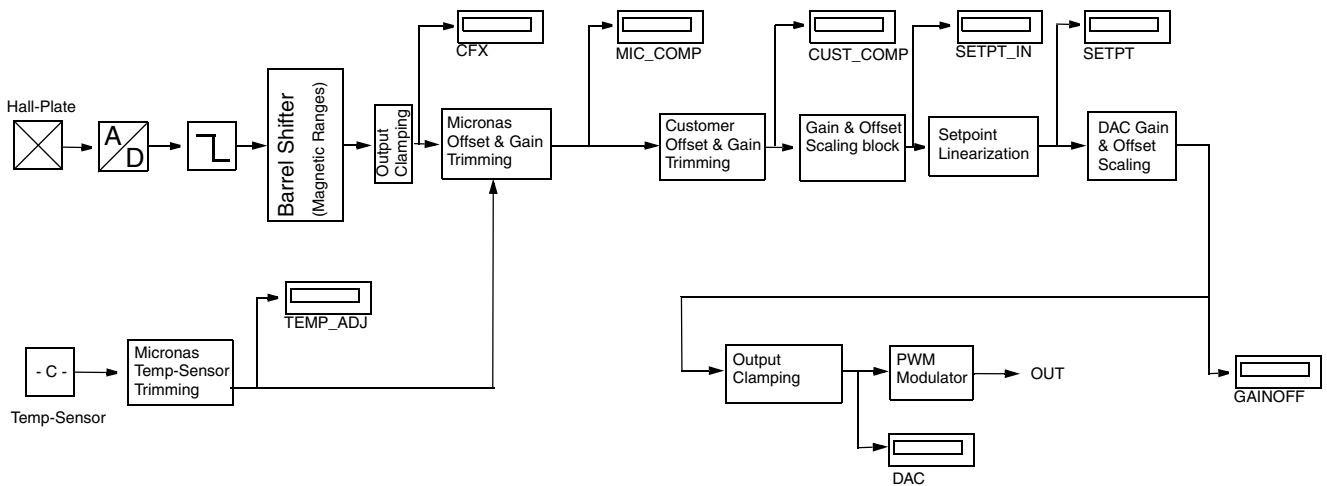 CFX
MIC_COMP
CUST_COMP
SETPT_IN
SETPT
Hall-Plate
A
D
Barrel Shifter
(Magnetic Ranges)
Output
Clamping
Micronas
Offset & Gain
Trimming
Customer
Offset & Gain
Trimming
Gain & Offset
Scaling block
Setpoint
Linearization
DAC Gain
& Offset
Scaling
TEMP_ADJ
- C -
Temp-Sensor
Micronas
Temp-Sensor
Trimming
Output
Clamping
PWM
Modulator
OUT
GAINOFF
DAC